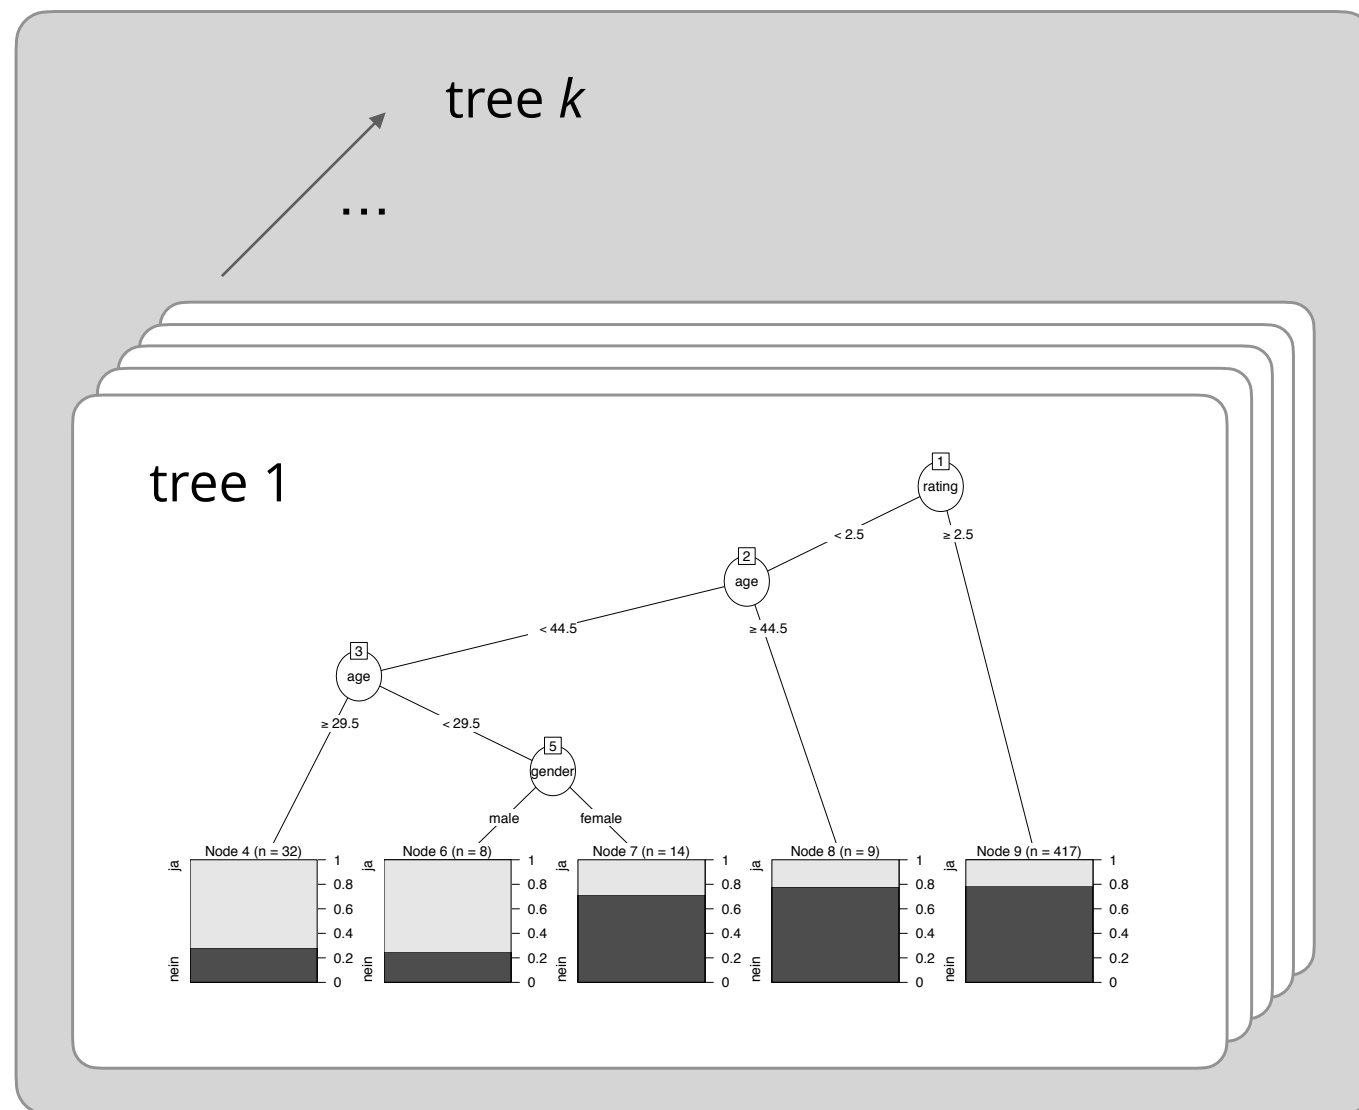 tree k
...
tree 1
1
rating
< 2.5
≥ 2.5
2
age
< 44.5
≥ 44.5
3
age
≥ 29.5
< 29.5
5
gender
male
female
Node 4 (n = 32)
ja
nein
1
0.8
0.6
0.4
0.2
0
Node 6 (n = 8)
ja
nein
1
0.8
0.6
0.4
0.2
0
Node 7 (n = 14)
ja
nein
1
0.8
0.6
0.4
0.2
0
Node 8 (n = 9)
ja
nein
1
0.8
0.6
0.4
0.2
0
Node 9 (n = 417)
ja
nein
1
0.8
0.6
0.4
0.2
0